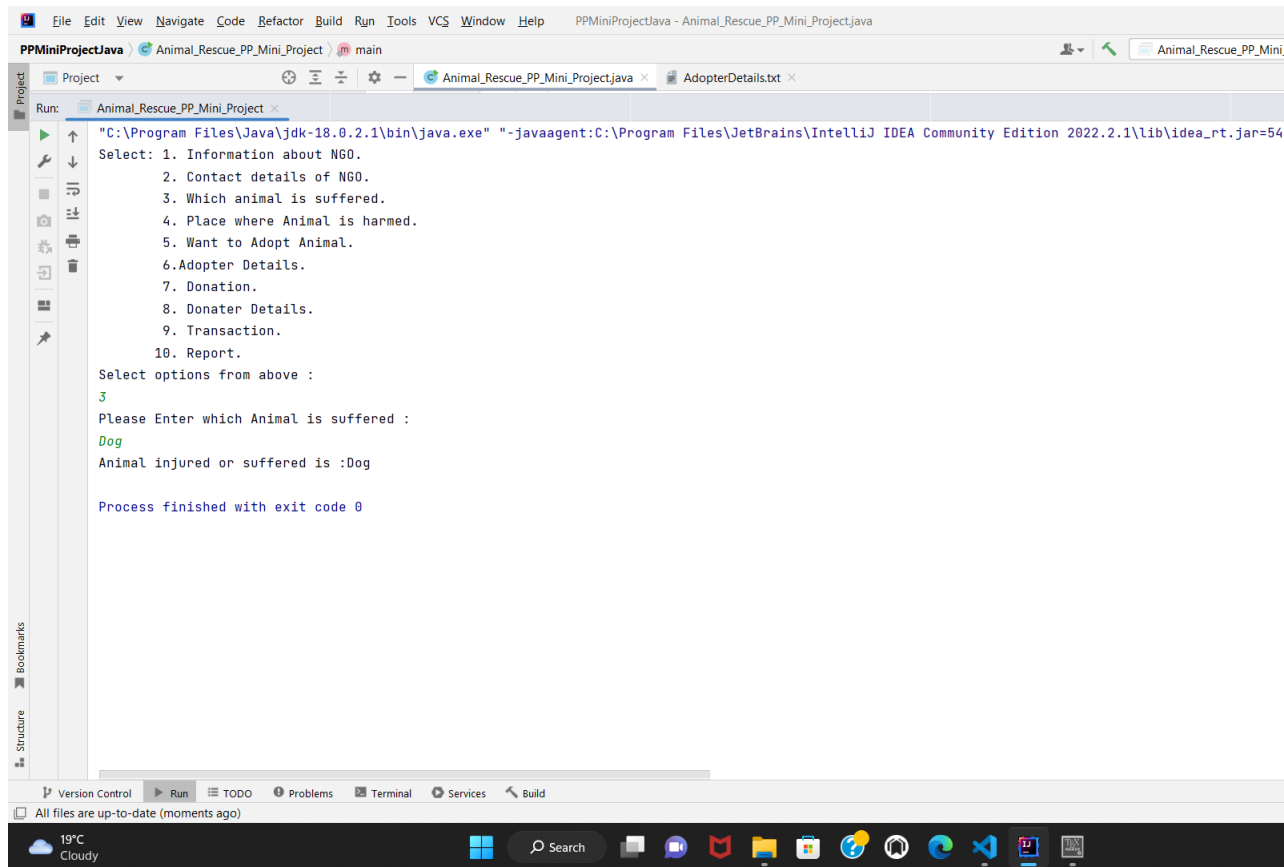 File Edit View Navigate Code Refactor Build Run Tools VCS Window Help PPMiniProjectJava - Animal_Rescue_PP_Mini_Project.java
PPMiniProjectJava Animal_Rescue_PP_Mini_Project main Animal_Rescue_PP_Mini_
Project Project Animal_Rescue_PP_Mini_Project.java AdopterDetails.txt
Run: Animal_Rescue_PP_Mini_Project
"C:\Program Files\Java\jdk-18.0.2.1\bin\java.exe" "-javaagent:C:\Program Files\JetBrains\IntelliJ IDEA Community Edition 2022.2.1\lib\idea_rt.jar=54
Select: 1. Information about NGO.
2. Contact details of NGO.
3. Which animal is suffered.
4. Place where Animal is harmed.
5. Want to Adopt Animal.
6.Adopter Details.
7. Donation.
8. Donater Details.
9. Transaction.
10. Report.
Select options from above :
3
Please Enter which Animal is suffered :
Dog
Animal injured or suffered is :Dog
Process finished with exit code 0
Bookmarks
Structure
Version Control Run TODO Problems Terminal Services Build
All files are up-to-date (moments ago)
19°C
Cloudy
Search